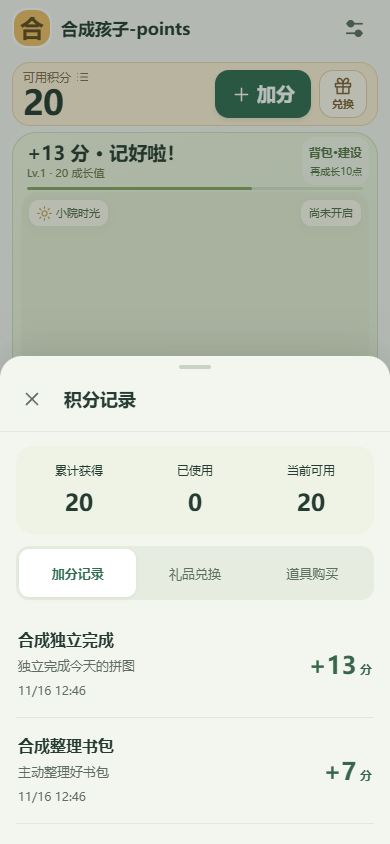 合
合成孩子-points
可用积分
20
加分
兑换
+13 分·记好啦！
Lv.1 · 20 成长值
背包·建设
再成长10点
小院时光
尚未开启
积分记录
累计获得
已使用
当前可用
20
0
20
加分记录
礼品兑换
道具购买
合成独立完成
独立完成今天的拼图
11/16 12:46
+13 分
合成整理书包
主动整理好书包
11/16 12:46
+7 分